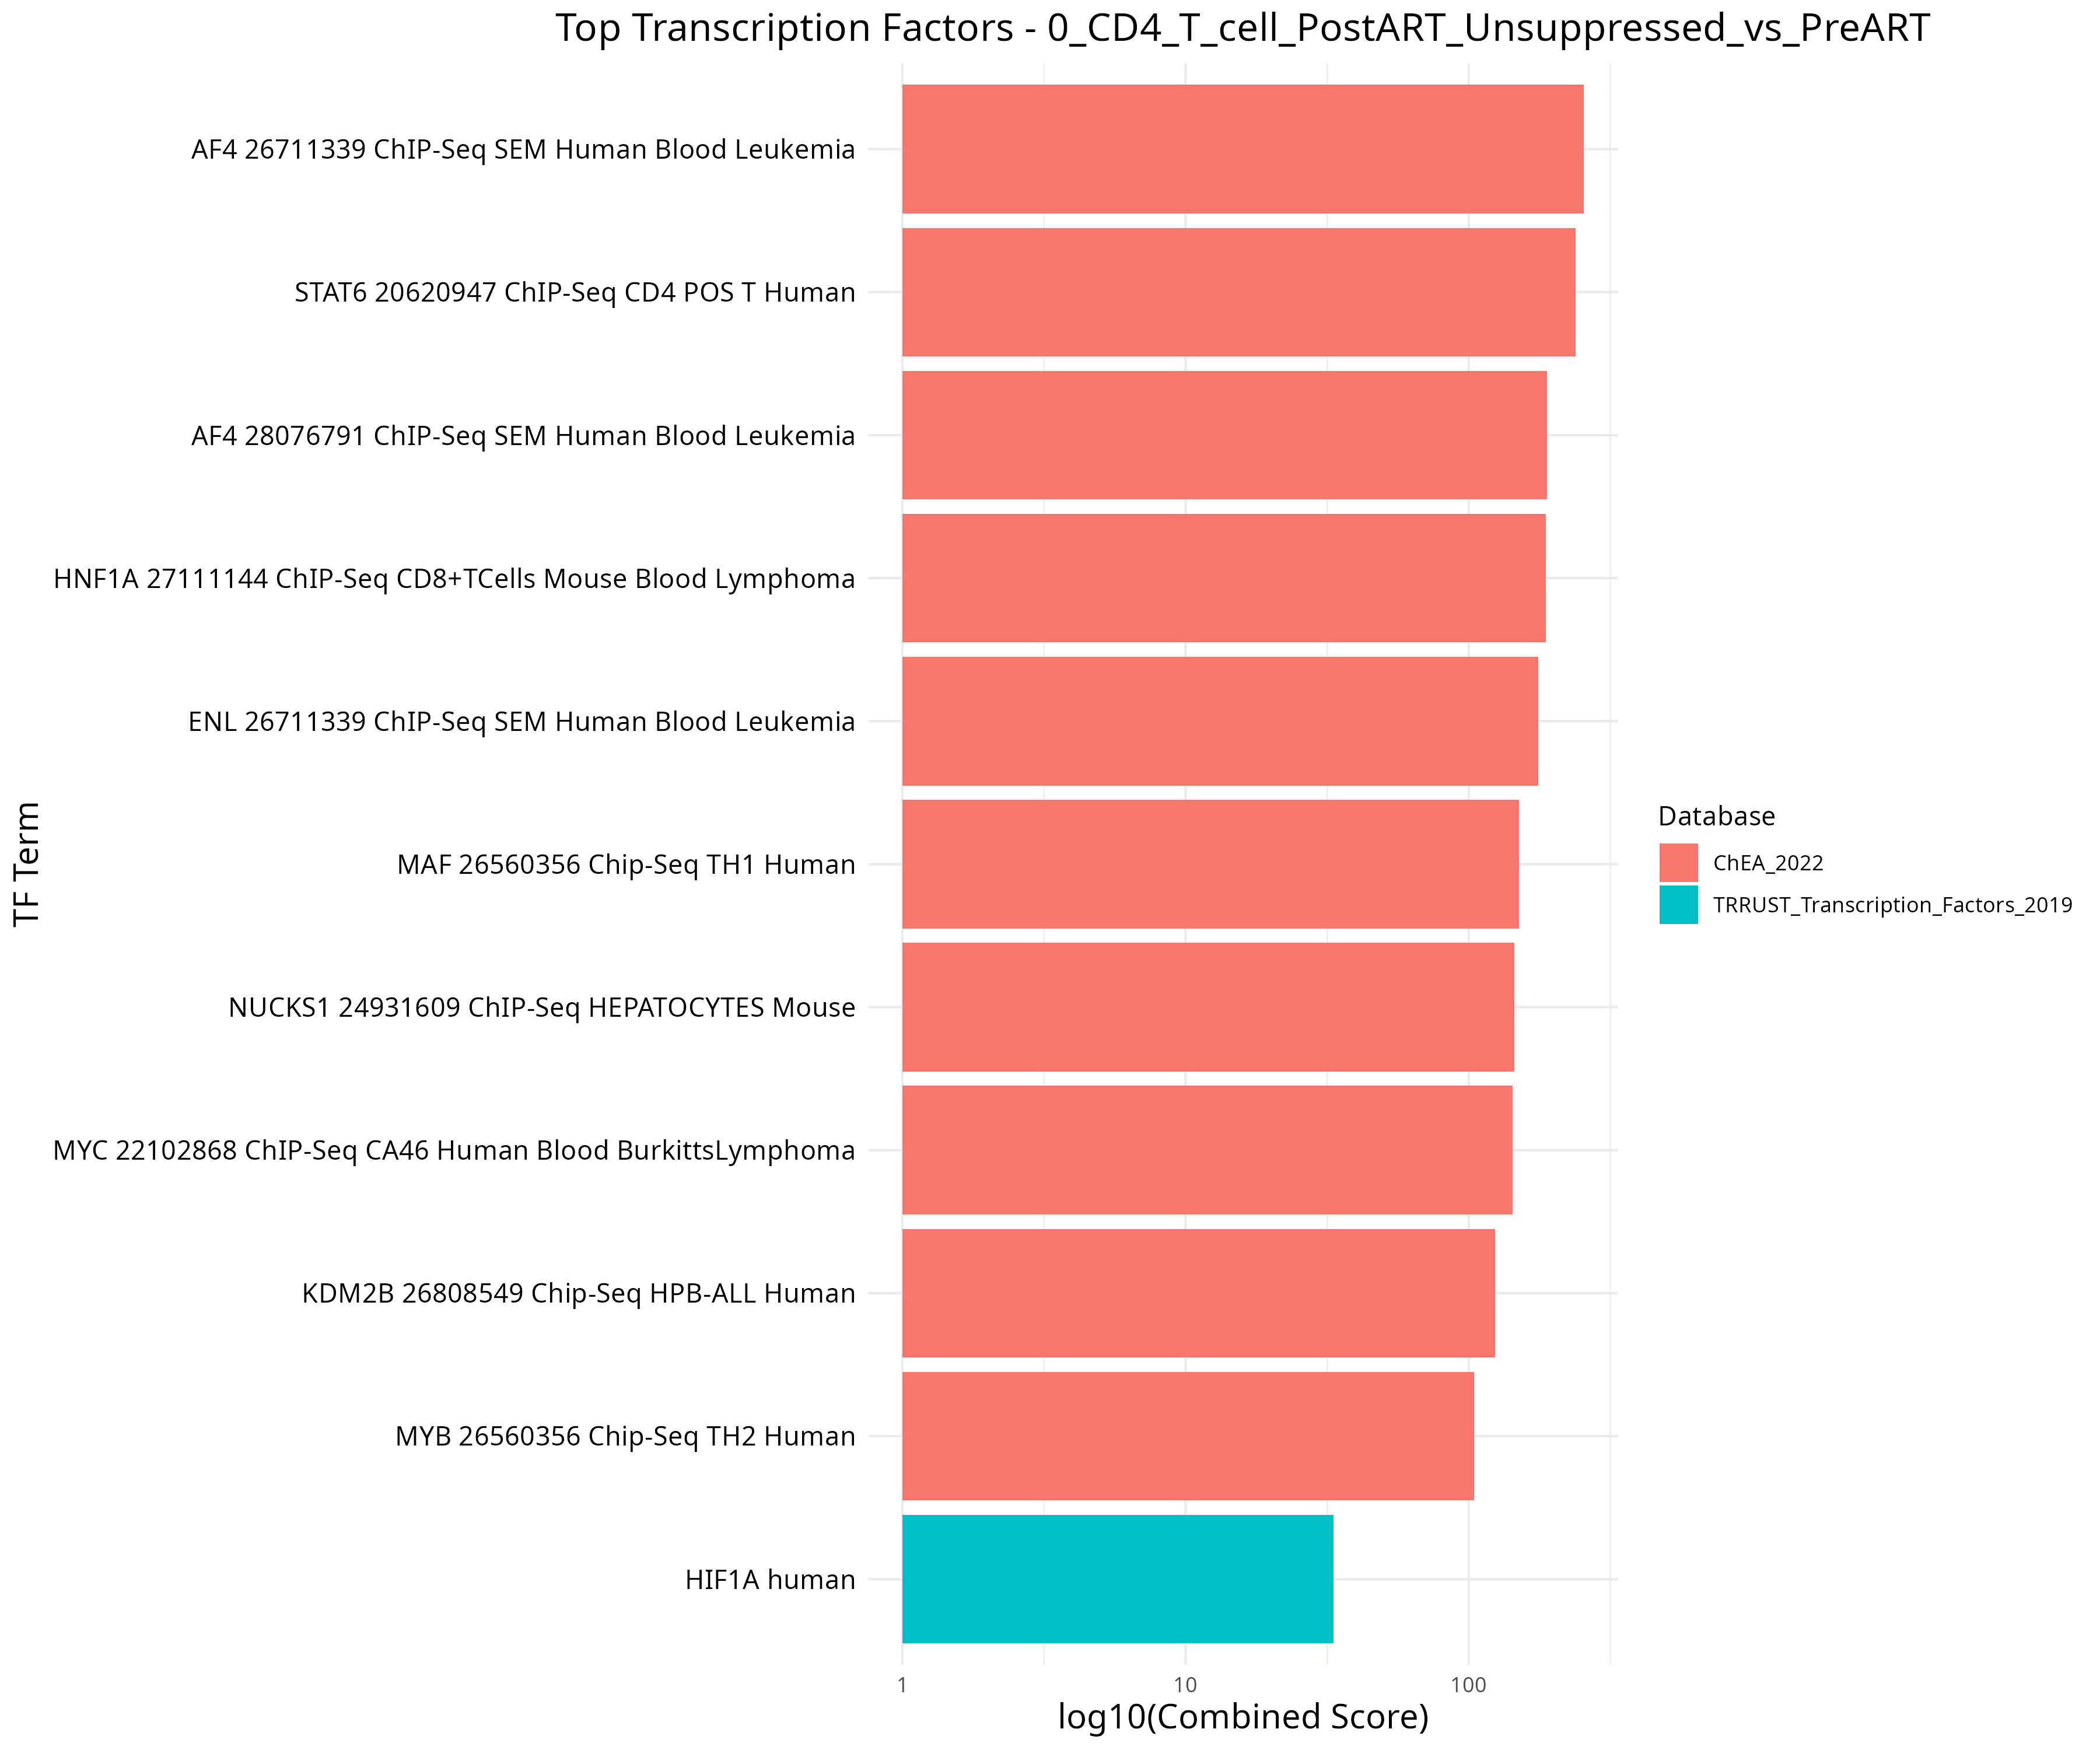 Top Transcription Factors - 0_CD4_T_cell_PostART_Unsuppressed_vs_PreART
TF Term
AF4 26711339 ChIP-Seq SEM Human Blood Leukemia
STAT6 20620947 ChIP-Seq CD4 POS T Human
AF4 28076791 ChIP-Seq SEM Human Blood Leukemia
HNF1A 27111144 ChIP-Seq CD8+TCells Mouse Blood Lymphoma
ENL 26711339 ChIP-Seq SEM Human Blood Leukemia
MAF 26560356 Chip-Seq TH1 Human
NUCKS1 24931609 ChIP-Seq HEPATOCYTES Mouse
MYC 22102868 ChIP-Seq CA46 Human Blood BurkittsLymphoma
KDM2B 26808549 Chip-Seq HPB-ALL Human
MYB 26560356 Chip-Seq TH2 Human
HIF1A human
1 10 100
log10(Combined Score)
Database
ChEA_2022
TRRUST_Transcription_Factors_2019